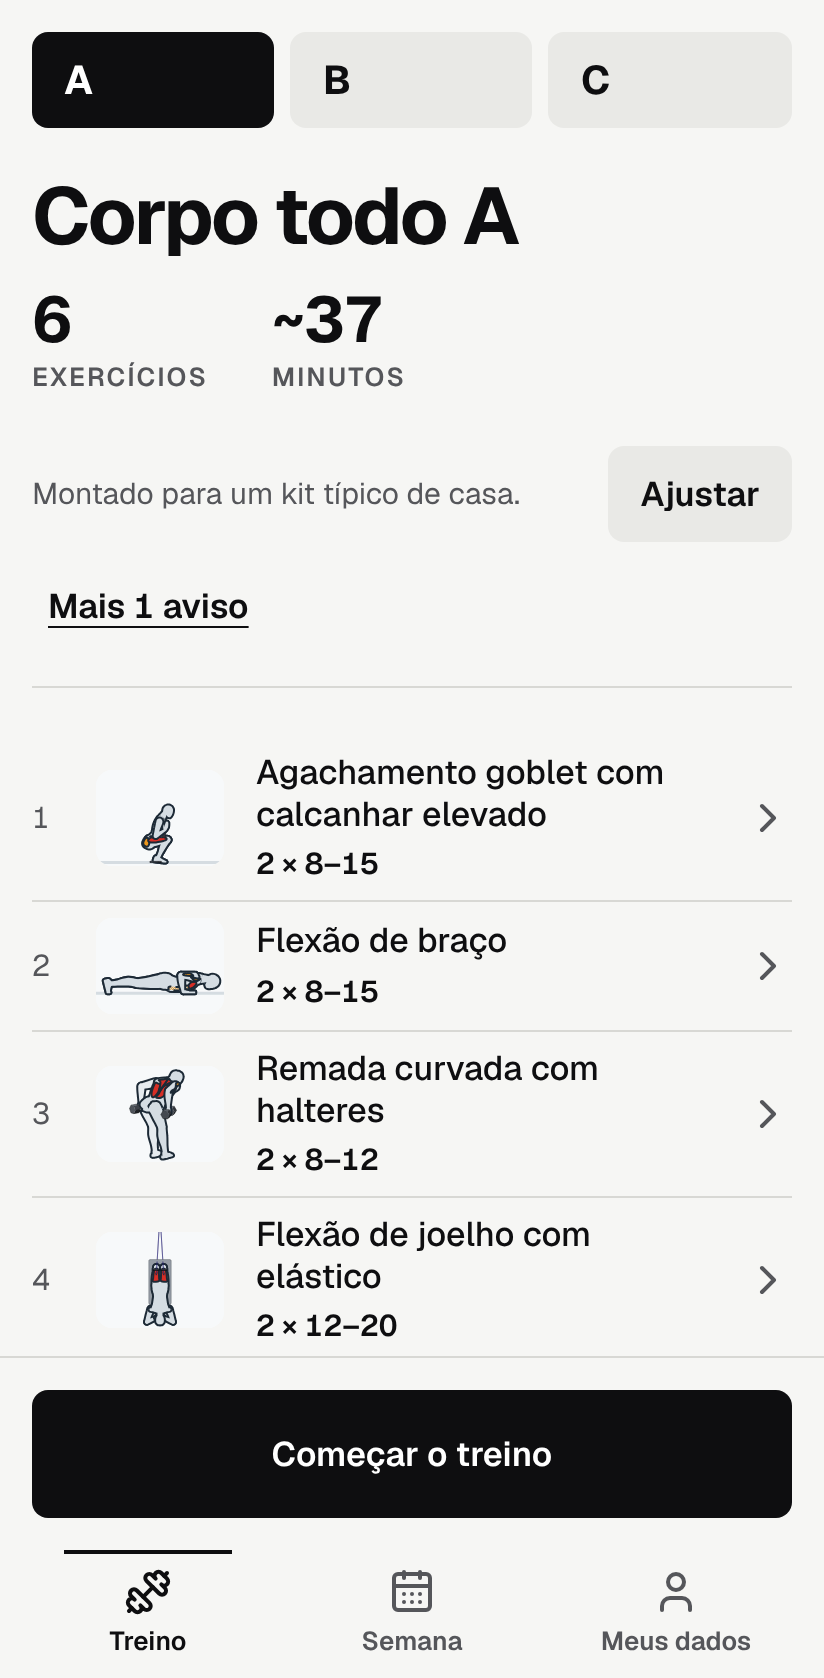 A
B
C
Corpo todo A
6
~37
EXERCÍCIOS
MINUTOS
Montado para um kit típico de casa.
Ajustar
Mais 1 aviso
1
Agachamento goblet com
calcanhar elevado
2 × 8–15
2
Flexão de braço
2 × 8–15
3
Remada curvada com
halteres
2 × 8–12
4
Flexão de joelho com
elástico
2 × 12–20
Começar o treino
Treino
Semana
Meus dados